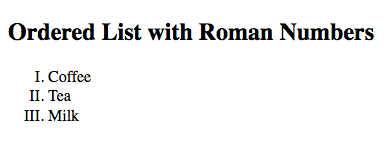 Ordered List with Roman Numbers
I. Coffee
II. Tea
III. Milk